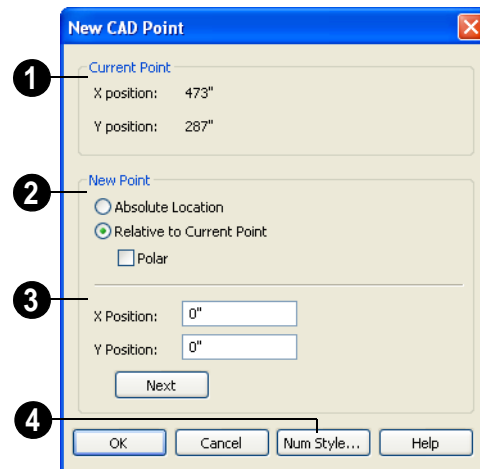 New CAD Point
1
Current Point
X position: 473"
Y position: 287"
2
New Point
Absolute Location
Relative to Current Point
Polar
3
X Position: 0"
Y Position: 0"
Next
4
OK Cancel Num Style... Help